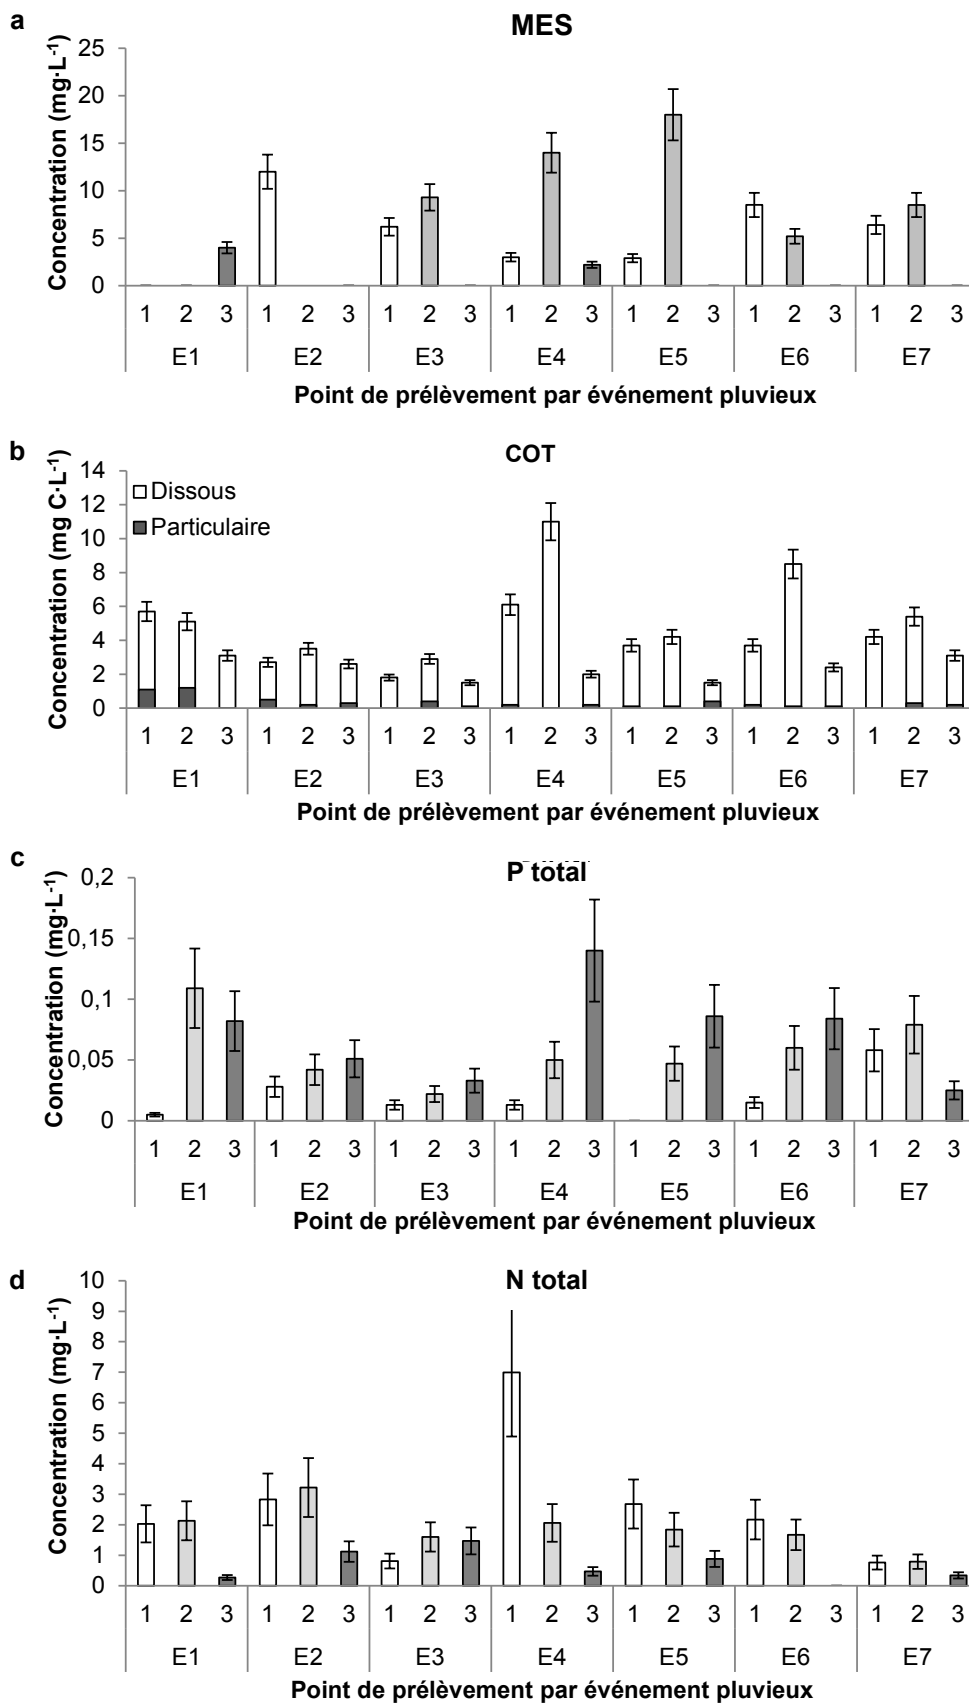 a
MES
Concentration (mg·L⁻¹)
25
20
15
10
5
0
1 2 3 1 2 3 1 2 3 1 2 3 1 2 3 1 2 3 1 2 3
E1 E2 E3 E4 E5 E6 E7
Point de prélèvement par événement pluvieux
b
COT
Concentration (mg C·L⁻¹)
14
12
10
8
6
4
2
0
Dissous
Particulaire
1 2 3 1 2 3 1 2 3 1 2 3 1 2 3 1 2 3 1 2 3
E1 E2 E3 E4 E5 E6 E7
Point de prélèvement par événement pluvieux
c
P total
Concentration (mg·L⁻¹)
0,2
0,15
0,1
0,05
0
1 2 3 1 2 3 1 2 3 1 2 3 1 2 3 1 2 3 1 2 3
E1 E2 E3 E4 E5 E6 E7
Point de prélèvement par événement pluvieux
d
N total
Concentration (mg·L⁻¹)
10
9
8
7
6
5
4
3
2
1
0
1 2 3 1 2 3 1 2 3 1 2 3 1 2 3 1 2 3 1 2 3
E1 E2 E3 E4 E5 E6 E7
Point de prélèvement par événement pluvieux